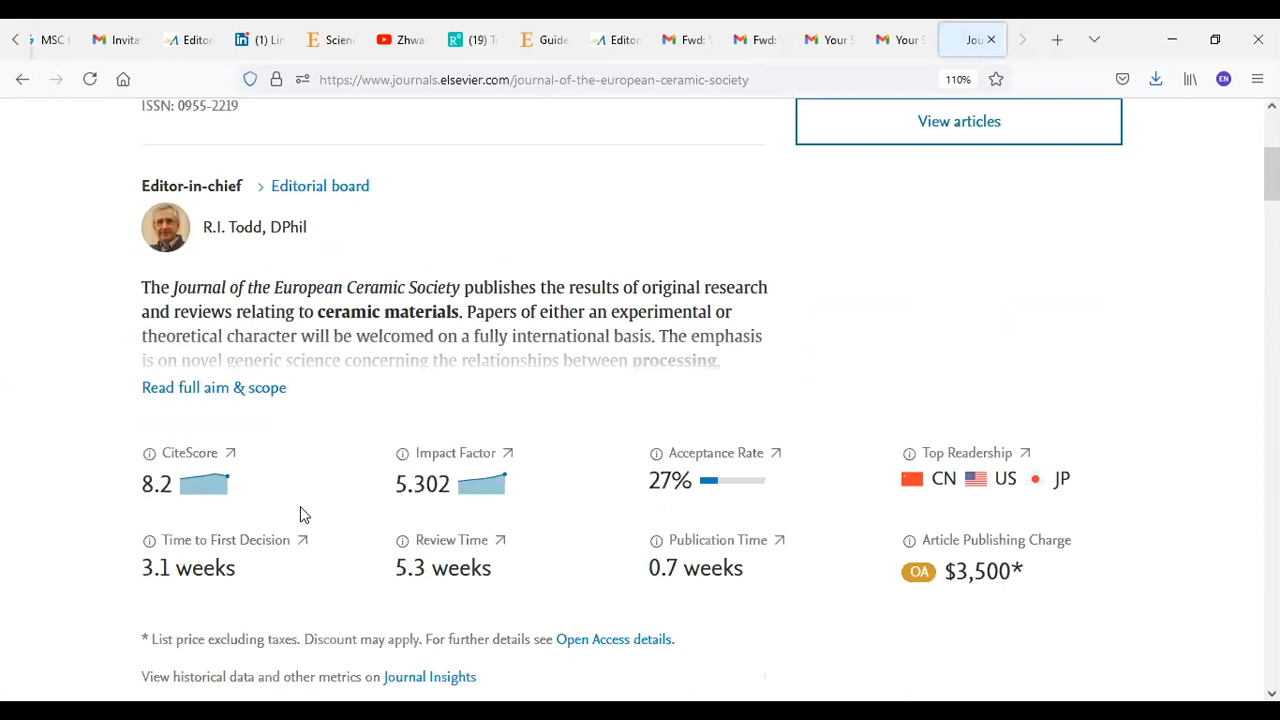 MSC t
Invita
Editor
(1) Lin
Scienc
Zhwa
(19) To
Guide
Editor
Fwd: Y
Fwd: Y
Your S
Your S
Jou
https://www.journals.elsevier.com/journal-of-the-european-ceramic-society
110%
EN
ISSN: 0955-2219
View articles
Editor-in-chief > Editorial board
R.I. Todd, DPhil
The Journal of the European Ceramic Society publishes the results of original research
and reviews relating to ceramic materials. Papers of either an experimental or
theoretical character will be welcomed on a fully international basis. The emphasis
is on novel generic science concerning the relationships between processing,
Read full aim & scope
CiteScore
8.2
Impact Factor
5.302
Acceptance Rate
27%
Top Readership
CN US JP
Time to First Decision
3.1 weeks
Review Time
5.3 weeks
Publication Time
0.7 weeks
Article Publishing Charge
OA $3,500*
* List price excluding taxes. Discount may apply. For further details see Open Access details.
View historical data and other metrics on Journal Insights